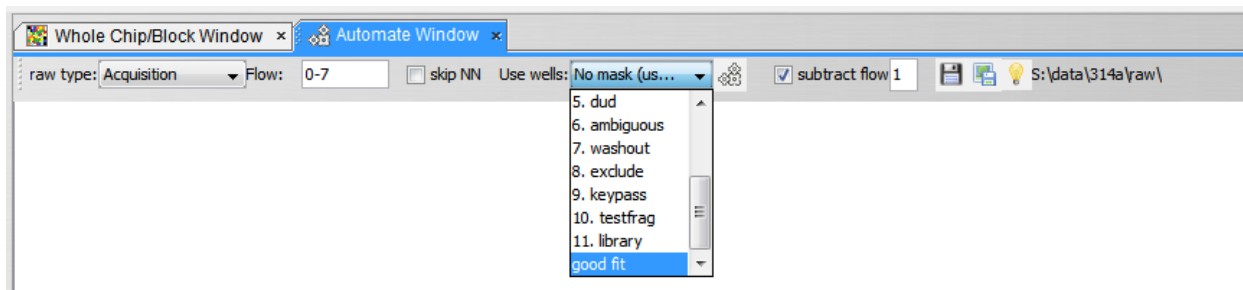 Whole Chip/Block Window × Automate Window ×
raw type: Acquisition Flow: 0-7 skip NN Use wells: No mask (us... subtract flow 1 S:\data\314a\raw\
5. dud
6. ambiguous
7. washout
8. exclude
9. keypass
10. testfrag
11. library
good fit